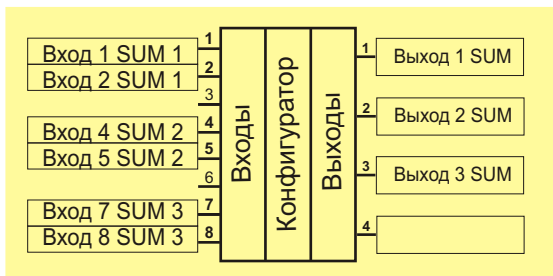 1
Вход 1 SUM 1
2
Вход 2 SUM 1
3
4
Вход 4 SUM 2
5
Вход 5 SUM 2
6
7
Вход 7 SUM 3
8
Вход 8 SUM 3
Входы
Конфигуратор
Выходы
1
Выход 1 SUM
2
Выход 2 SUM
3
Выход 3 SUM
4